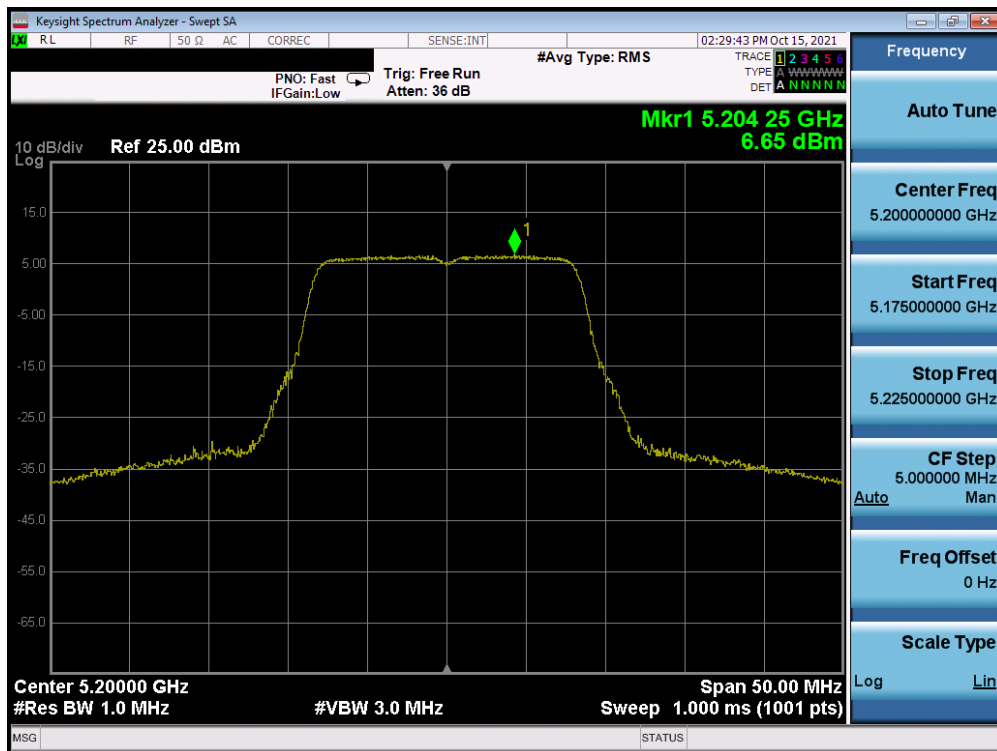 Keysight Spectrum Analyzer - Swept SA
LXI RL RF 50 Ω AC CORREC SENSE:INT 02:29:43 PM Oct 15, 2021
#Avg Type: RMS
TRACE 1 2 3 4 5 6
PNO: Fast Trig: Free Run
TYPE A WWWWW
IFGain:Low Atten: 36 dB
DET A N N N N N
Mkr1 5.204 25 GHz
6.65 dBm
10 dB/div Ref 25.00 dBm
Log
15.0
1
5.00
-5.00
-15.0
-25.0
-35.0
-45.0
-55.0
-65.0
Center 5.20000 GHz Span 50.00 MHz
#Res BW 1.0 MHz #VBW 3.0 MHz Sweep 1.000 ms (1001 pts)
MSG STATUS
Frequency
Auto Tune
Center Freq
5.200000000 GHz
Start Freq
5.175000000 GHz
Stop Freq
5.225000000 GHz
CF Step
5.000000 MHz
Auto Man
Freq Offset
0 Hz
Scale Type
Log Lin